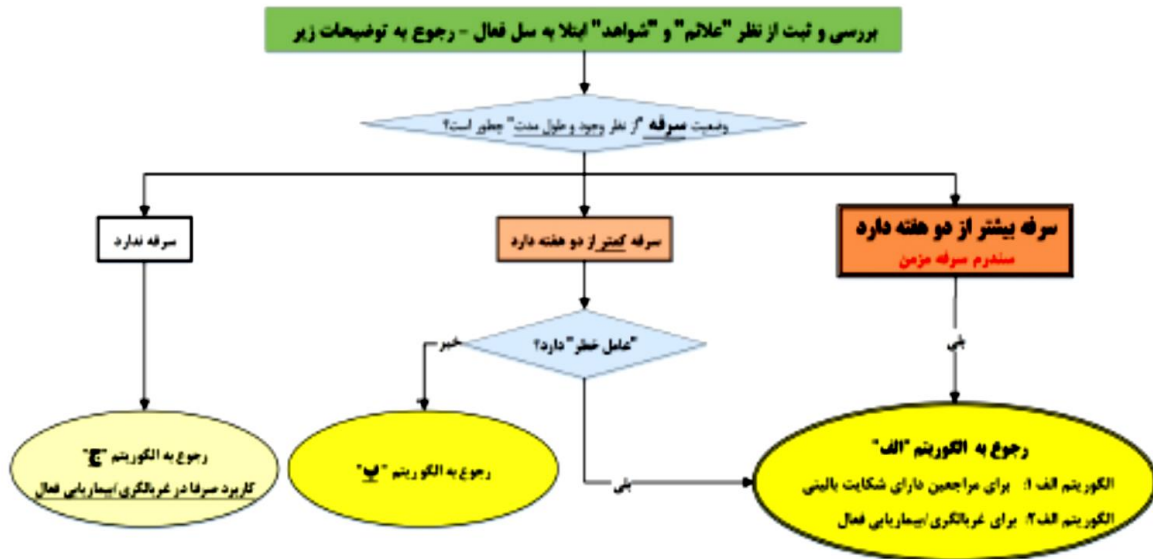 بررسی و ثبت از نظر "علائم" و "شواهد" ابتلا به سل فعال - رجوع به توضیحات زیر
وضعیت سرفه "از نظر وجود و طول مدت" چطور است؟
سرفه بیشتر از دو هفته دارد
سندرم سرفه مزمن
سرفه کمتر از دو هفته دارد
سرفه ندارد
"عامل خطر" دارد؟
خیر
بلی
بلی
رجوع به الگوریتم "الف"
الگوریتم الف ۱: برای مراجعین دارای شکایت بالینی
الگوریتم الف ۲: برای غربالگری/بیماریابی فعال
رجوع به الگوریتم "ب"
رجوع به الگوریتم "ج"
کاربرد صرفا در غربالگری/بیماریابی فعال